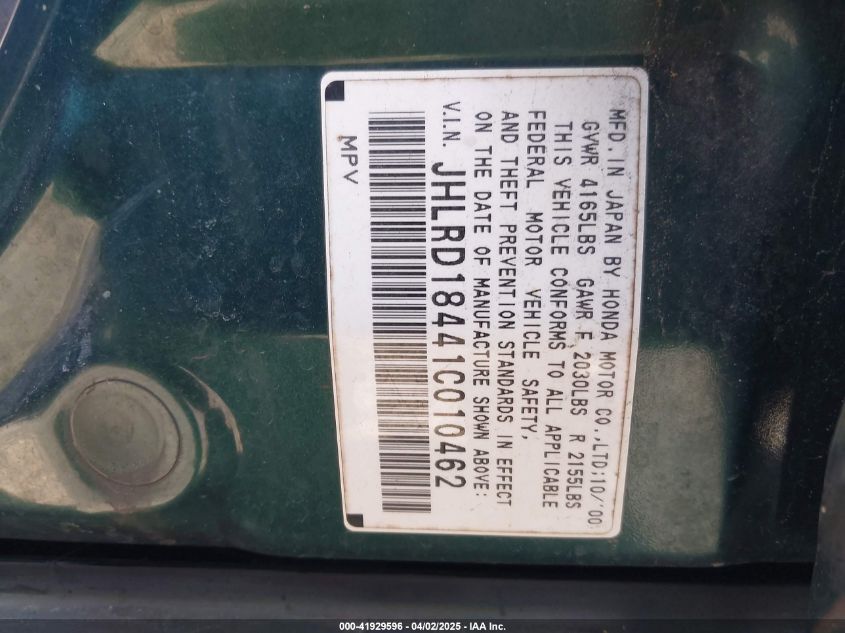 MFD. IN JAPAN BY HONDA MOTOR CO.,LTD;10/'00
GVWR 4165LBS GAWR F 2030LBS R 2155LBS
THIS VEHICLE CONFORMS TO ALL APPLICABLE
FEDERAL MOTOR VEHICLE SAFETY,
AND THEFT PREVENTION STANDARDS IN EFFECT
ON THE DATE OF MANUFACTURE SHOWN ABOVE:
V.I.N. JHLRD18441C010462
MPV
000-41929596 - 04/02/2025 - IAA Inc.